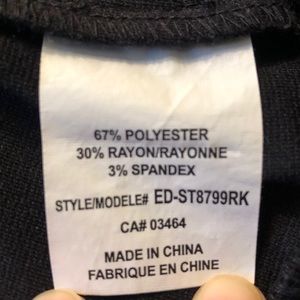 67% POLYESTER
30% RAYON/RAYONNE
3% SPANDEX
STYLE/MODELE# ED-ST8799RK
CA# 03464
MADE IN CHINA
FABRIQUE EN CHINE